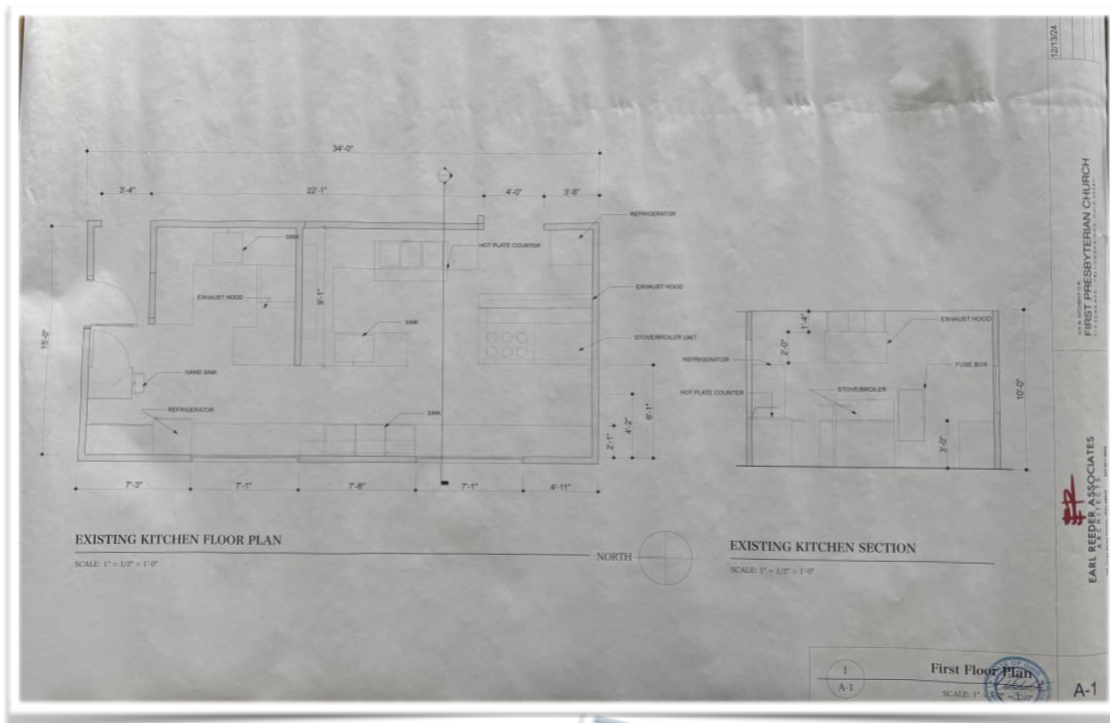 34'-0"
3'-4"
22'-1"
4'-0"
3'-8"
REFRIGERATOR
SINK
HOT PLATE COUNTER
EXHAUST HOOD
EXHAUST HOOD
9'-1"
SINK
STOVE/BROILER UNIT
HAND SINK
REFRIGERATOR
SINK
2'-1"
4'-2"
6'-1"
7'-3"
7'-1"
7'-8"
7'-1"
4'-11"
EXISTING KITCHEN FLOOR PLAN
SCALE: 1" = 1/2" = 1'-0"
NORTH
1'-4"
EXHAUST HOOD
2'-0"
REFRIGERATOR
FUSE BOX
HOT PLATE COUNTER
STOVE/BROILER
3'-0"
10'-0"
EXISTING KITCHEN SECTION
SCALE: 1" = 1/2" = 1'-0"
12/13/24
FIRST PRESBYTERIAN CHURCH
EARL REEDER ASSOCIATES
ARCHITECTS
1
A-1
First Floor Plan
A-1